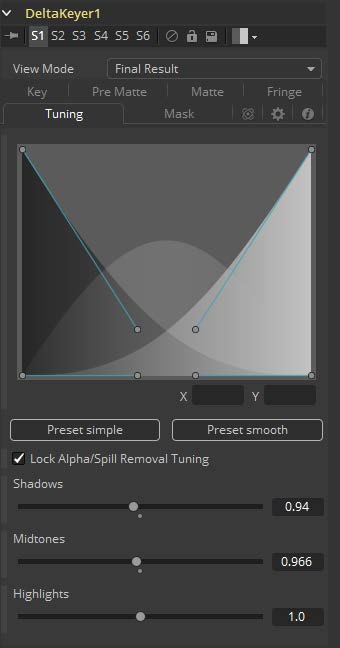 DeltaKeyer1
S1 S2 S3 S4 S5 S6
View Mode Final Result
Key Pre Matte Matte Fringe
Tuning Mask
X Y
Preset simple Preset smooth
Lock Alpha/Spill Removal Tuning
Shadows
0.94
Midtones
0.966
Highlights
1.0